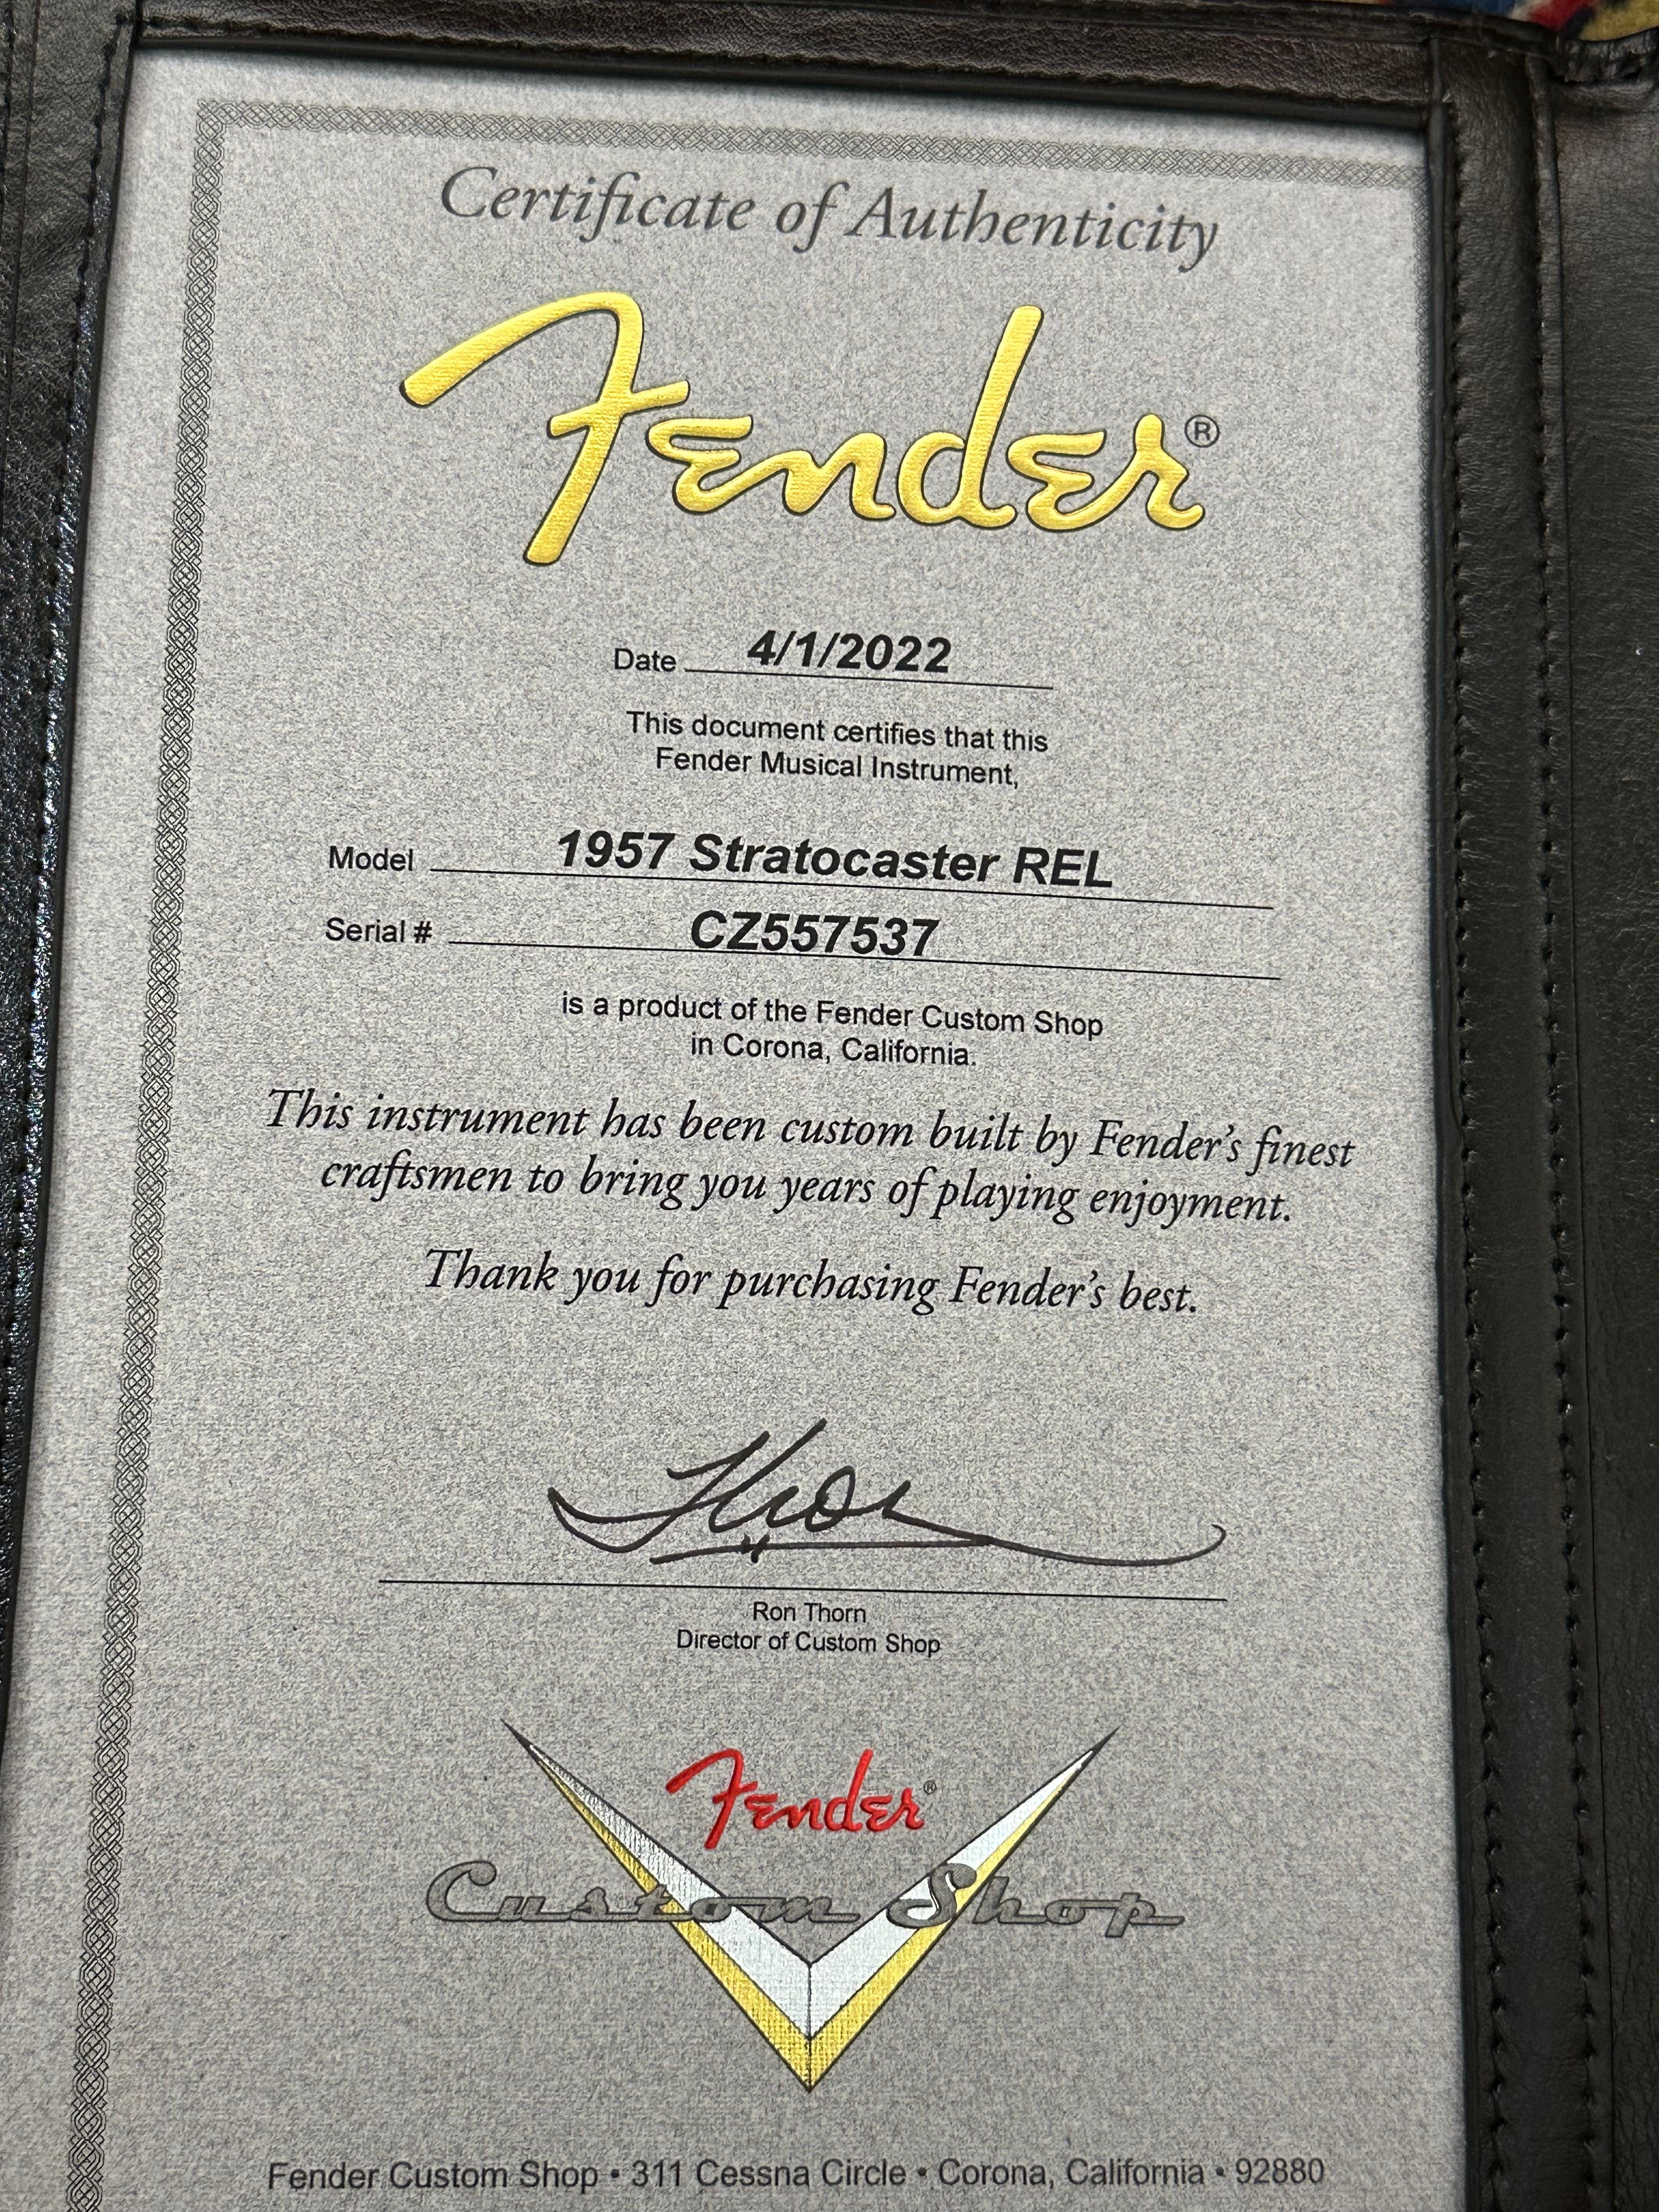 Certificate of Authenticity
Fender®
Date 4/1/2022
This document certifies that this
Fender Musical Instrument,
Model 1957 Stratocaster REL
Serial # CZ557537
is a product of the Fender Custom Shop
in Corona, California.
This instrument has been custom built by Fender's finest
craftsmen to bring you years of playing enjoyment.
Thank you for purchasing Fender's best.
Ron Thorn
Director of Custom Shop
Fender®
Custom Shop
Fender Custom Shop • 311 Cessna Circle • Corona, California • 92880